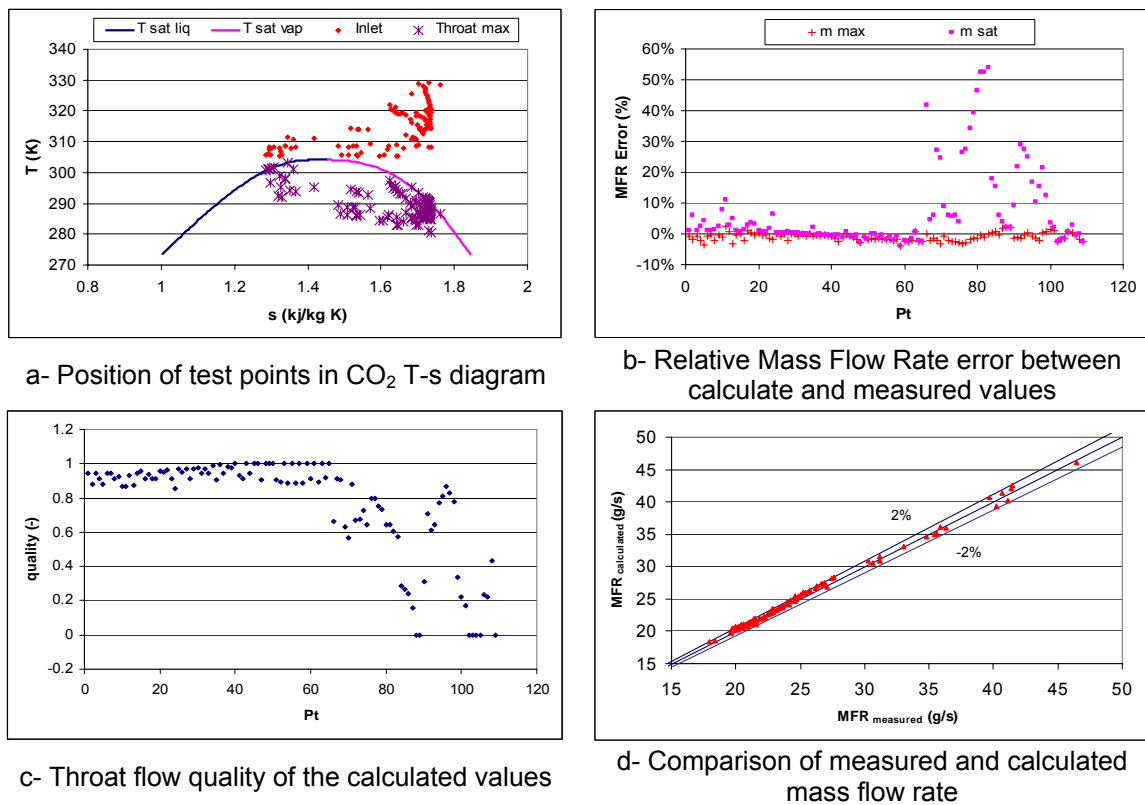 T sat liq T sat vap Inlet Throat max
340
330
320
310
300
290
280
270
T (K)
0.8 1 1.2 1.4 1.6 1.8 2
s (kj/kg K)
a- Position of test points in CO2 T-s diagram
m max m sat
60%
50%
40%
30%
20%
10%
0%
-10%
MFR Error (%)
0 20 40 60 80 100 120
Pt
b- Relative Mass Flow Rate error between
calculate and measured values
1.2
1
0.8
0.6
0.4
0.2
0
-0.2
quality (-)
0 20 40 60 80 100 120
Pt
c- Throat flow quality of the calculated values
50
45
40
35
30
25
20
15
MFR calculated (g/s)
2%
-2%
15 20 25 30 35 40 45 50
MFR measured (g/s)
d- Comparison of measured and calculated
mass flow rate